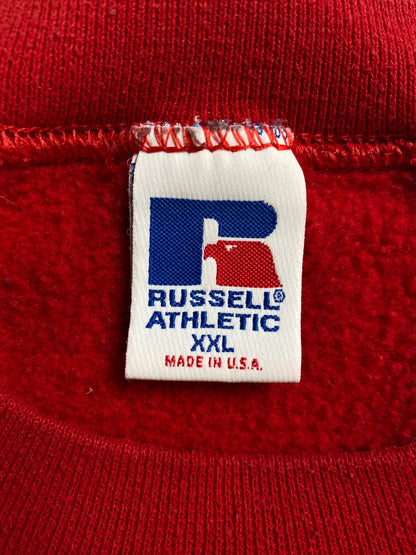 RUSSELL®
ATHLETIC
XXL
MADE IN U.S.A.